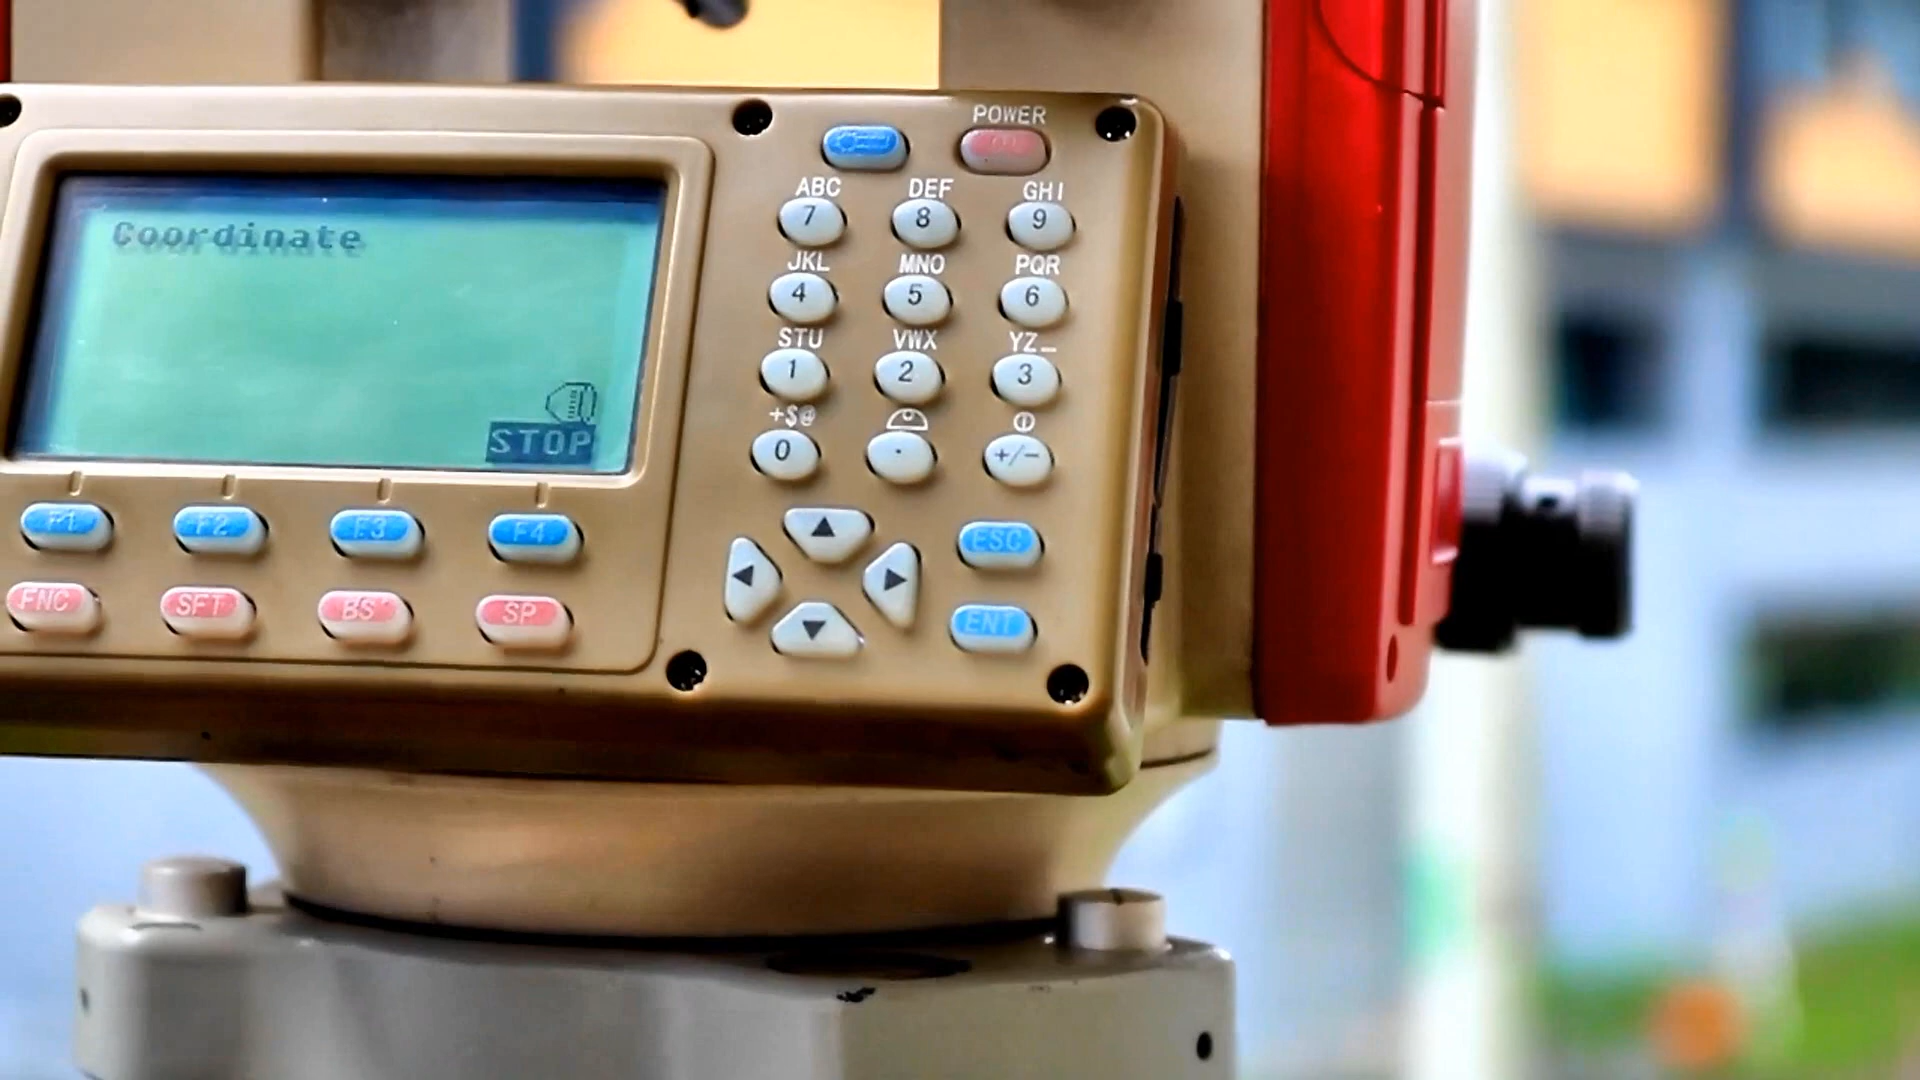 POWER
Coordinate
STOP
ABC DEF GHI
7 8 9
JKL MNO PQR
4 5 6
STU VWX YZ_
1 2 3
+$@
0 . +/-
F1 F2 F3 F4
ESC
FNC SFT BS SP
ENT